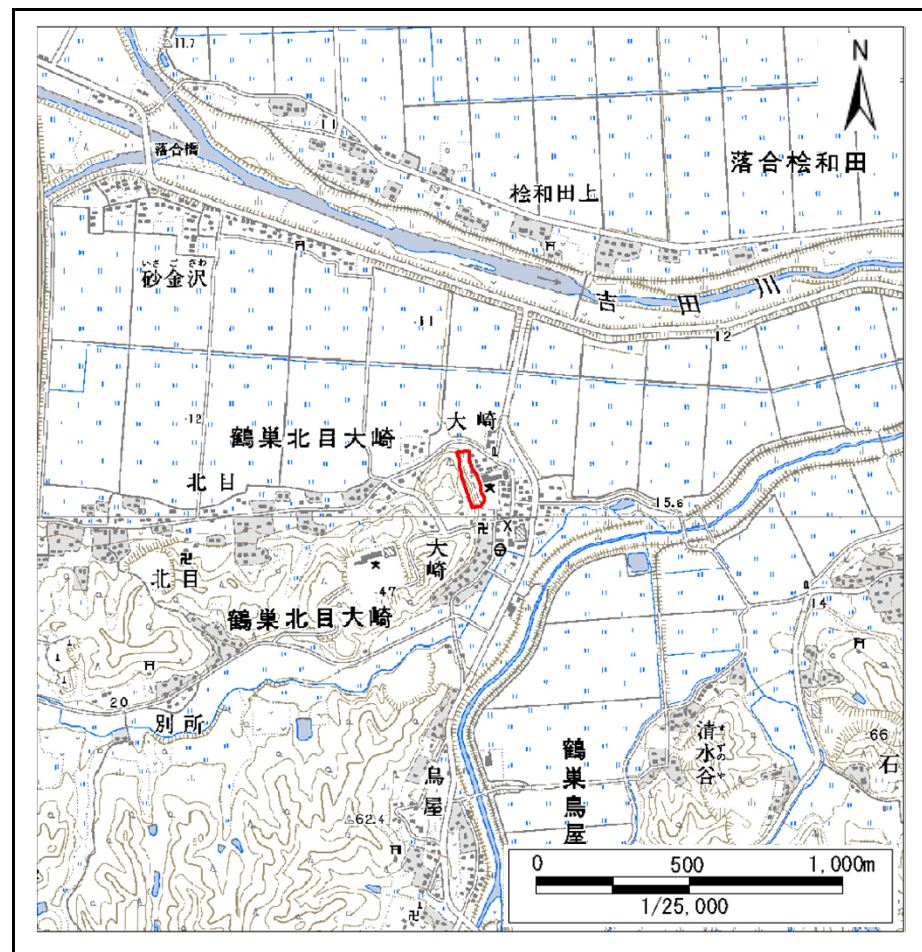 11.7
N
11
落合橋
落合桧和田
桧和田上
いさござわ
砂金沢
吉田川
11
12
12
大崎
鶴巣北目大崎
北目
15.6
大崎
北目
47
鶴巣北目大崎
14
20
別所
清水谷
すずのや
66
石
鶴巣鳥屋
鳥屋
62.4
0 500 1,000m
1/25,000